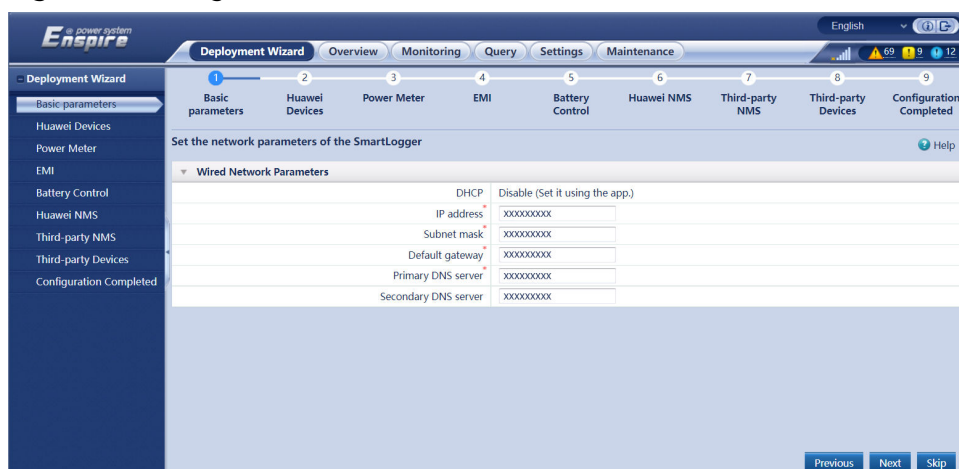 e power system
Enspire
English
Deployment Wizard Overview Monitoring Query Settings Maintenance
69 9 12
Deployment Wizard
Basic parameters
Huawei Devices
Power Meter
EMI
Battery Control
Huawei NMS
Third-party NMS
Third-party Devices
Configuration Completed
1 2 3 4 5 6 7 8 9
Basic parameters
Huawei Devices
Power Meter
EMI
Battery Control
Huawei NMS
Third-party NMS
Third-party Devices
Configuration Completed
Set the network parameters of the SmartLogger
Help
Wired Network Parameters
DHCP Disable (Set it using the app.)
IP address* xxxxxxxxx
Subnet mask* xxxxxxxxx
Default gateway* xxxxxxxxx
Primary DNS server* xxxxxxxxx
Secondary DNS server xxxxxxxxx
Previous Next Skip